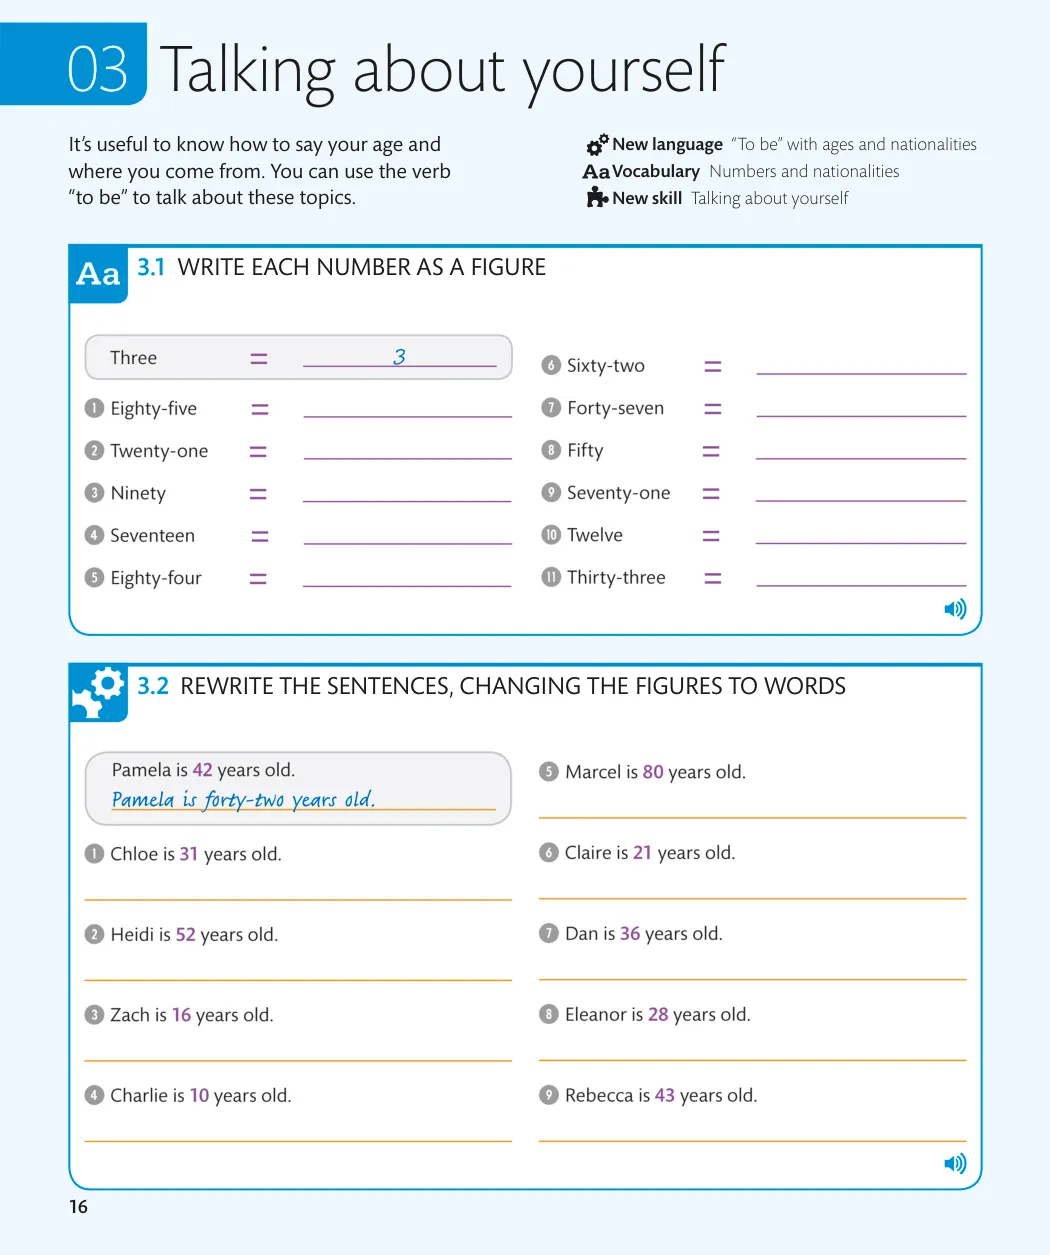 03 Talking about yourself
It's useful to know how to say your age and
where you come from. You can use the verb
“to be” to talk about these topics.
New language “To be” with ages and nationalities
Aa Vocabulary Numbers and nationalities
New skill Talking about yourself
Aa 3.1 WRITE EACH NUMBER AS A FIGURE
Three = 3
1 Eighty-five =
2 Twenty-one =
3 Ninety =
4 Seventeen =
5 Eighty-four =
6 Sixty-two =
7 Forty-seven =
8 Fifty =
9 Seventy-one =
10 Twelve =
11 Thirty-three =
3.2 REWRITE THE SENTENCES, CHANGING THE FIGURES TO WORDS
Pamela is 42 years old.
Pamela is forty-two years old.
1 Chloe is 31 years old.
2 Heidi is 52 years old.
3 Zach is 16 years old.
4 Charlie is 10 years old.
5 Marcel is 80 years old.
6 Claire is 21 years old.
7 Dan is 36 years old.
8 Eleanor is 28 years old.
9 Rebecca is 43 years old.
16